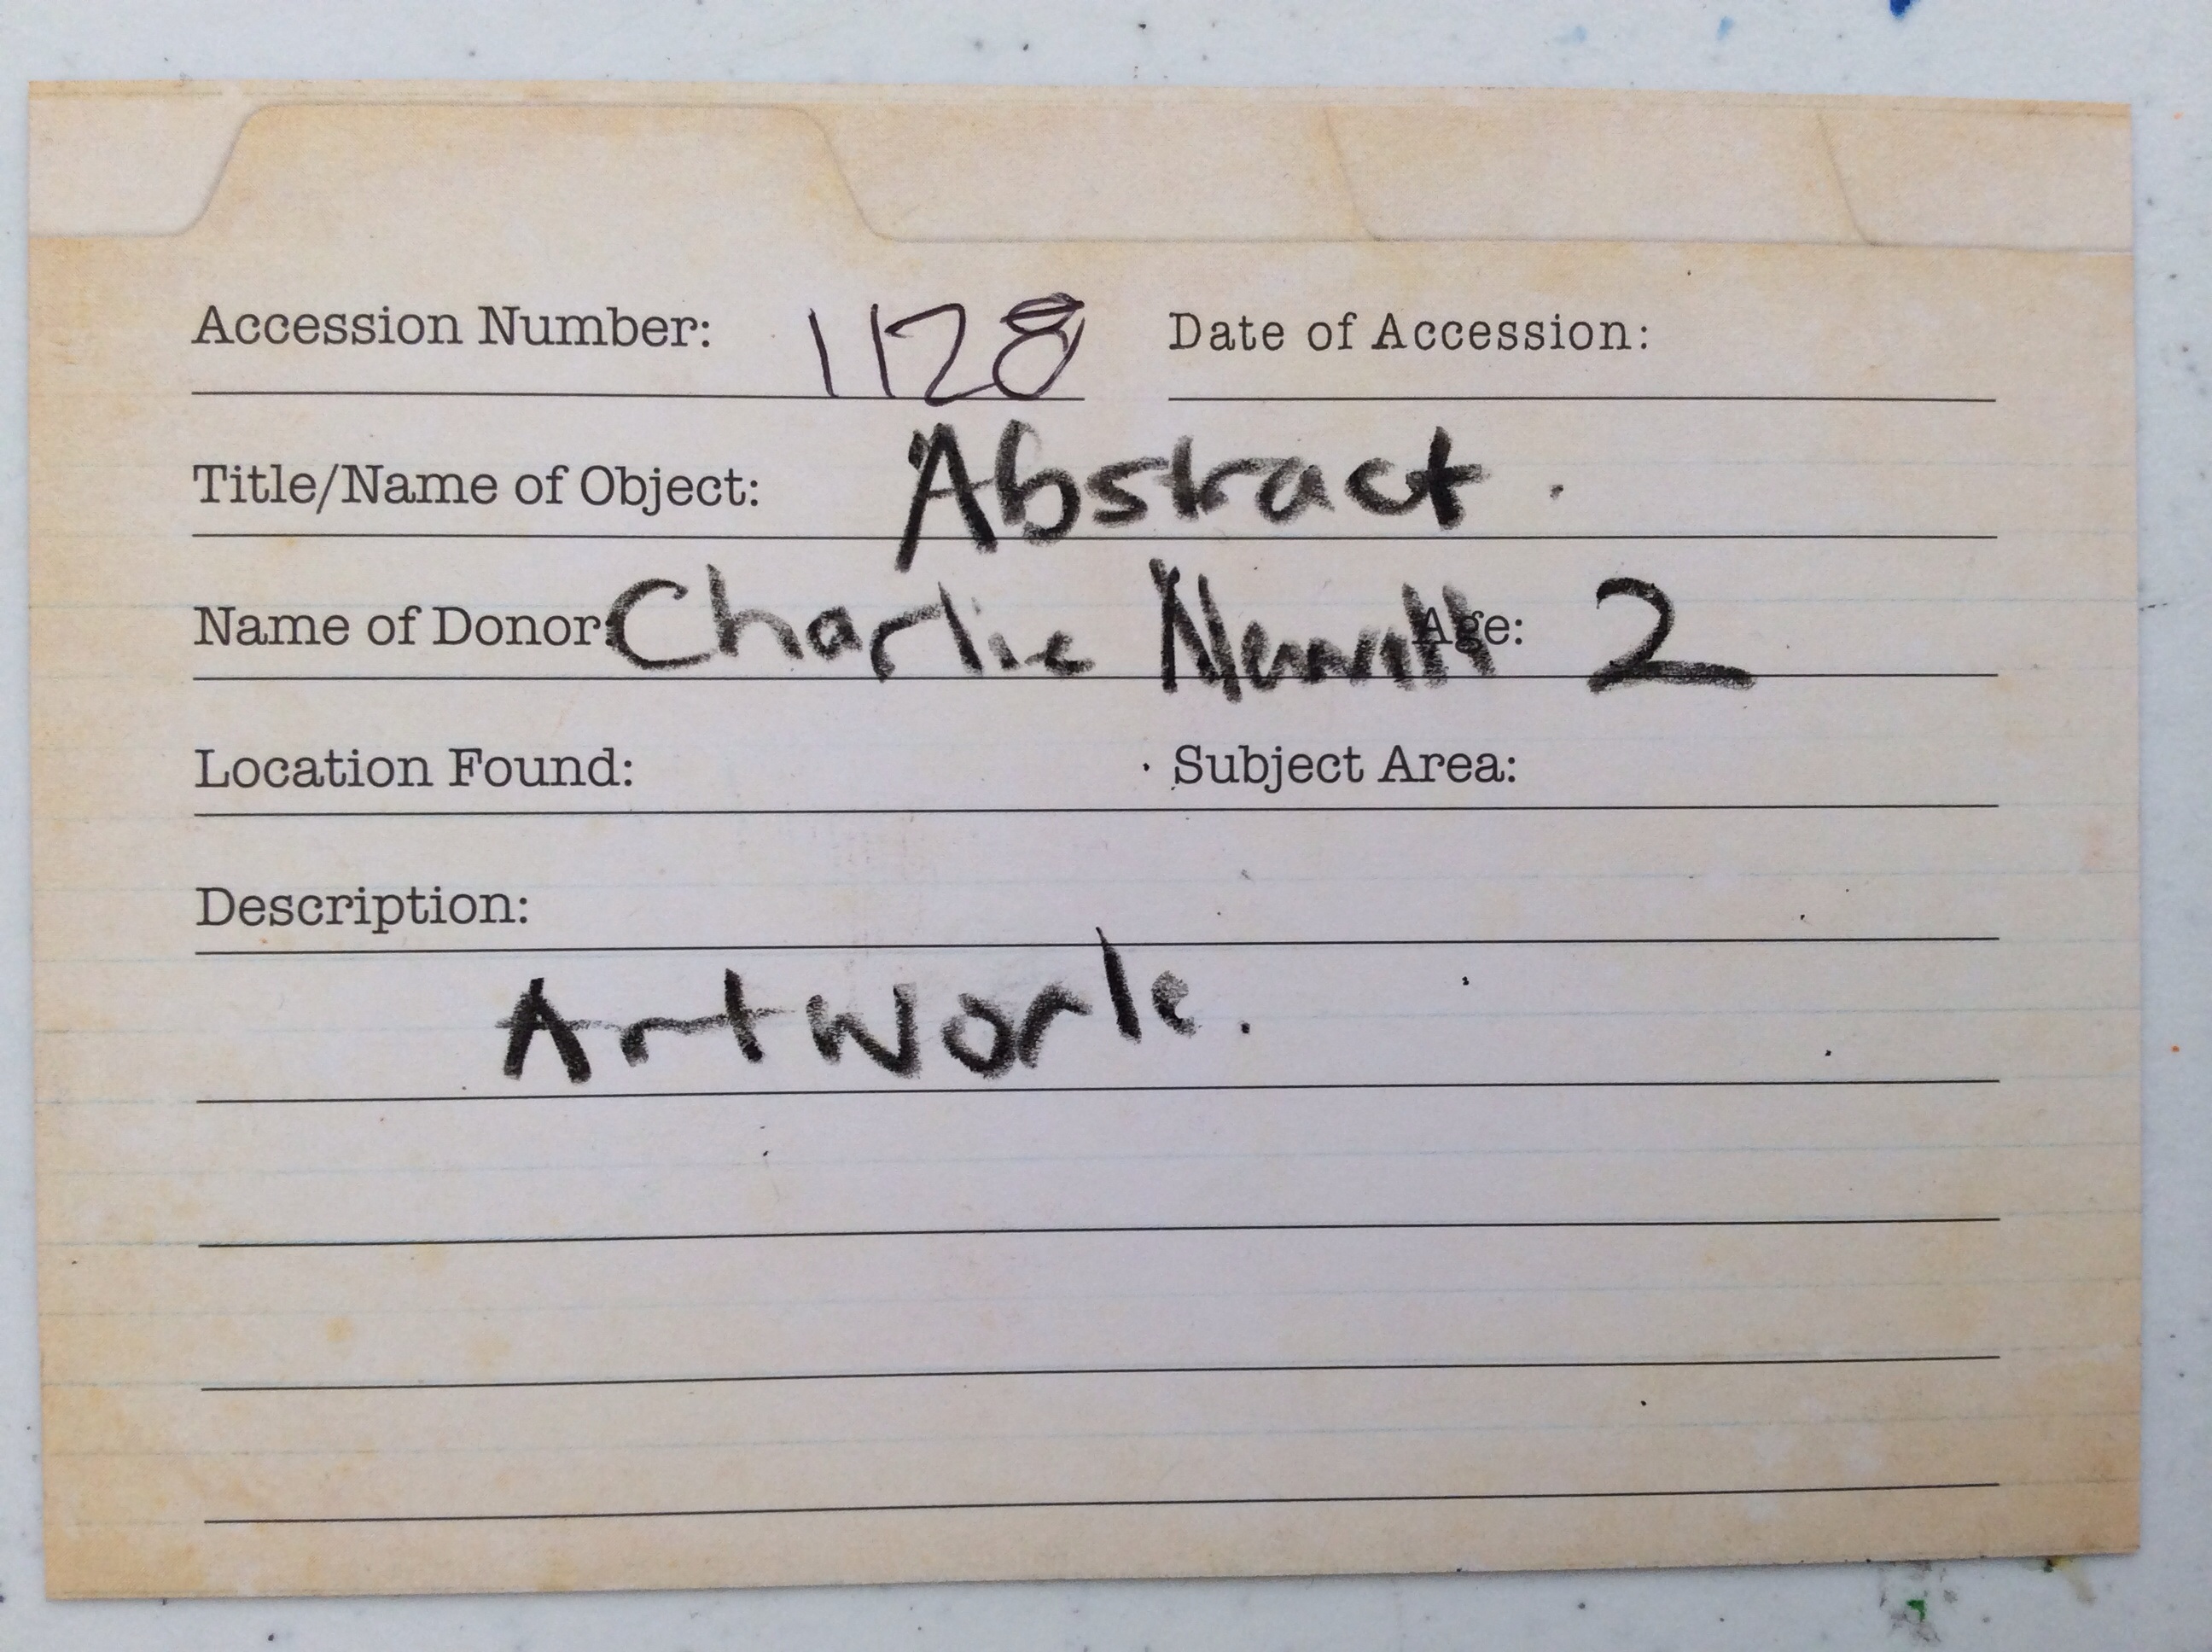 Accession Number: 1128 Date of Accession:
Title/Name of Object: Abstract.
Name of Donor: Charlie Age: 2
Location Found: Subject Area:
Description:
Artwork.